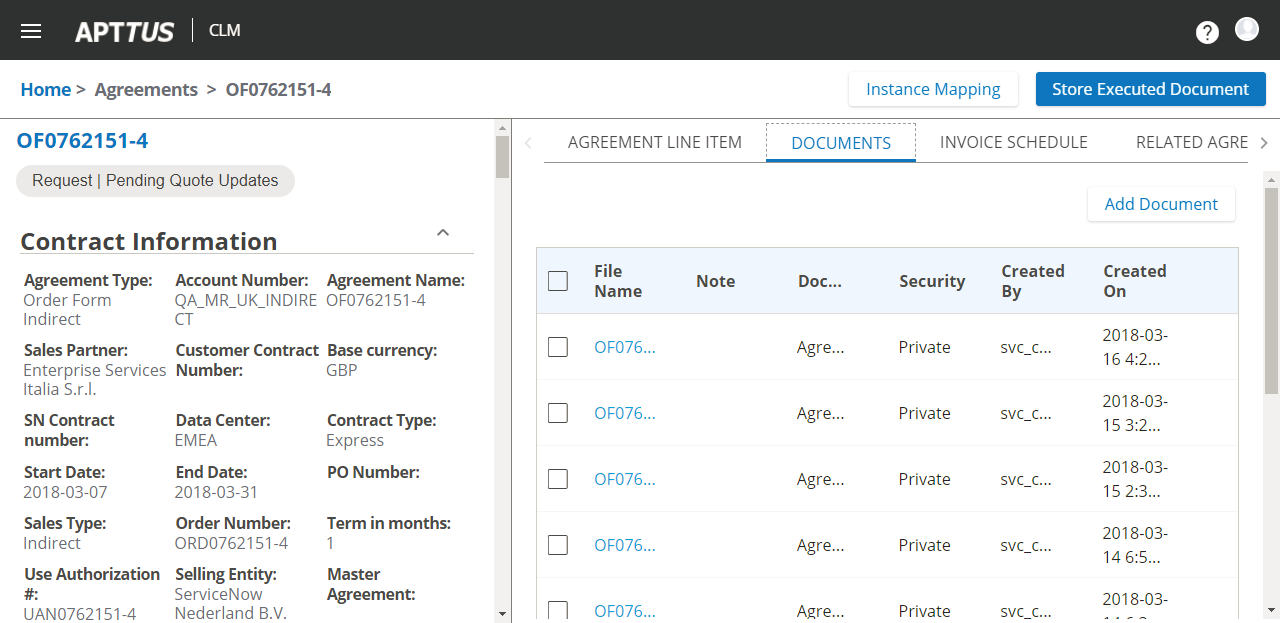 APTTUS CLM
?
Home > Agreements > OF0762151-4
Instance Mapping
Store Executed Document
OF0762151-4
Request | Pending Quote Updates
Contract Information
Agreement Type:
Order Form
Indirect
Account Number:
QA_MR_UK_INDIRE
CT
Agreement Name:
OF0762151-4
Sales Partner:
Enterprise Services
Italia S.r.l.
Customer Contract
Number:
Base currency:
GBP
SN Contract
number:
Data Center:
EMEA
Contract Type:
Express
Start Date:
2018-03-07
End Date:
2018-03-31
PO Number:
Sales Type:
Indirect
Order Number:
ORD0762151-4
Term in months:
1
Use Authorization
#:
UAN0762151-4
Selling Entity:
ServiceNow
Nederland B.V.
Master
Agreement:
AGREEMENT LINE ITEM
DOCUMENTS
INVOICE SCHEDULE
RELATED AGRE
Add Document
File
Name
Note
Doc...
Security
Created
By
Created
On
OF076...
Agre...
Private
svc_c...
2018-03-
16 4:2...
OF076...
Agre...
Private
svc_c...
2018-03-
15 3:2...
OF076...
Agre...
Private
svc_c...
2018-03-
15 2:3...
OF076...
Agre...
Private
svc_c...
2018-03-
14 6:5...
OF076...
Agre...
Private
svc_c...
2018-03-